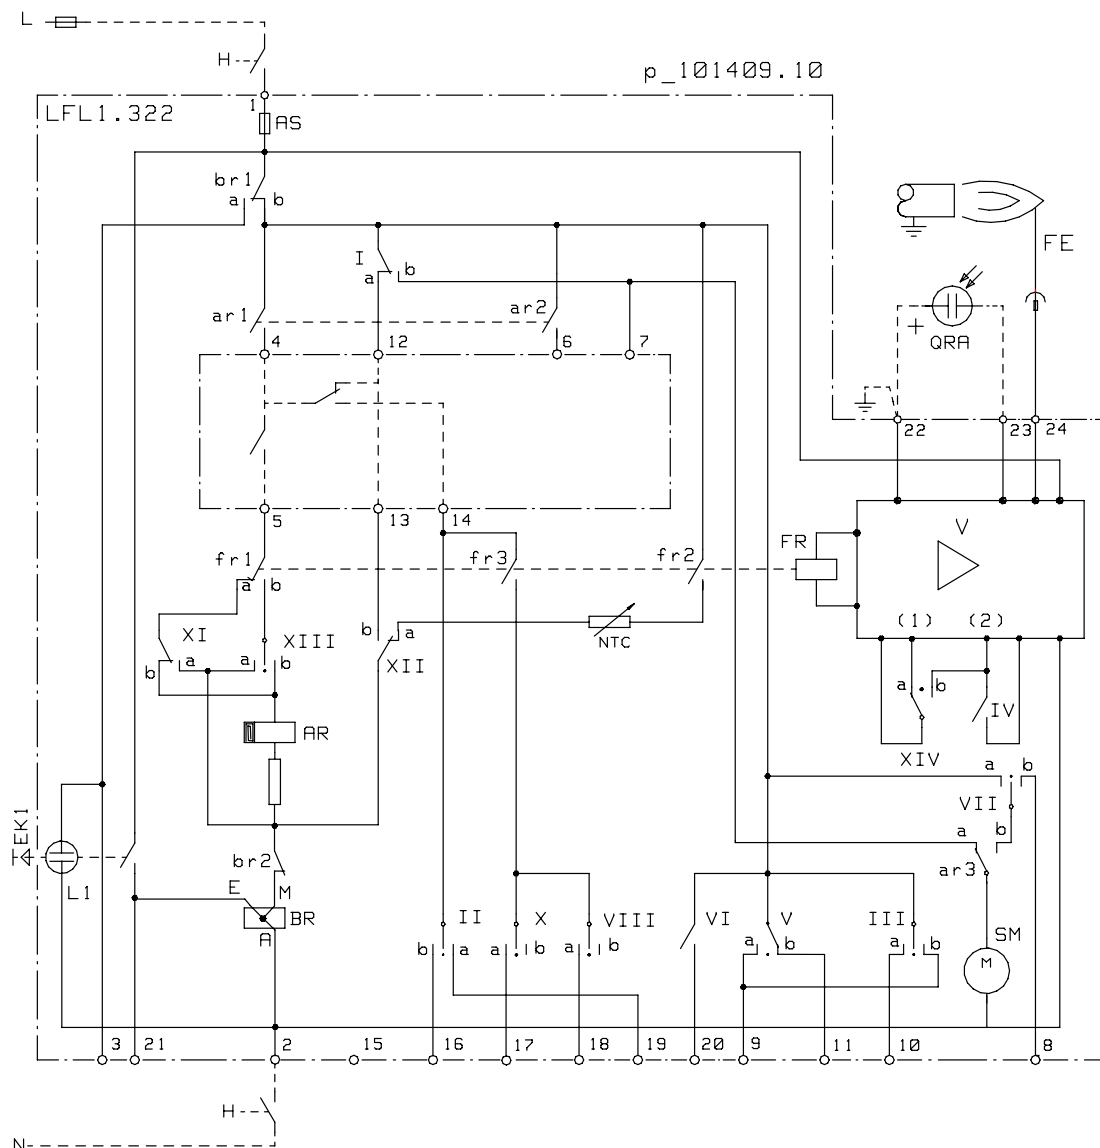 L
H
p_101409.10
1
LFL1.322
AS
br1
a b
FE
I
a b
ar1
ar2
+
QRA
4 12 6 7
22 23 24
5 13 14
V
FR
fr1
fr3
fr2
a b
(1) (2)
XI
XIII
b a
NTC
b a a b
XII
a b
IV
AR
XIV
a b
VII
EK1
a b
br2
ar3
L1
E M
BR
A
II X VIII VI V III SM
b a a b a b a b a b
M
3 21 2 15 16 17 18 19 20 9 11 10 8
H
N